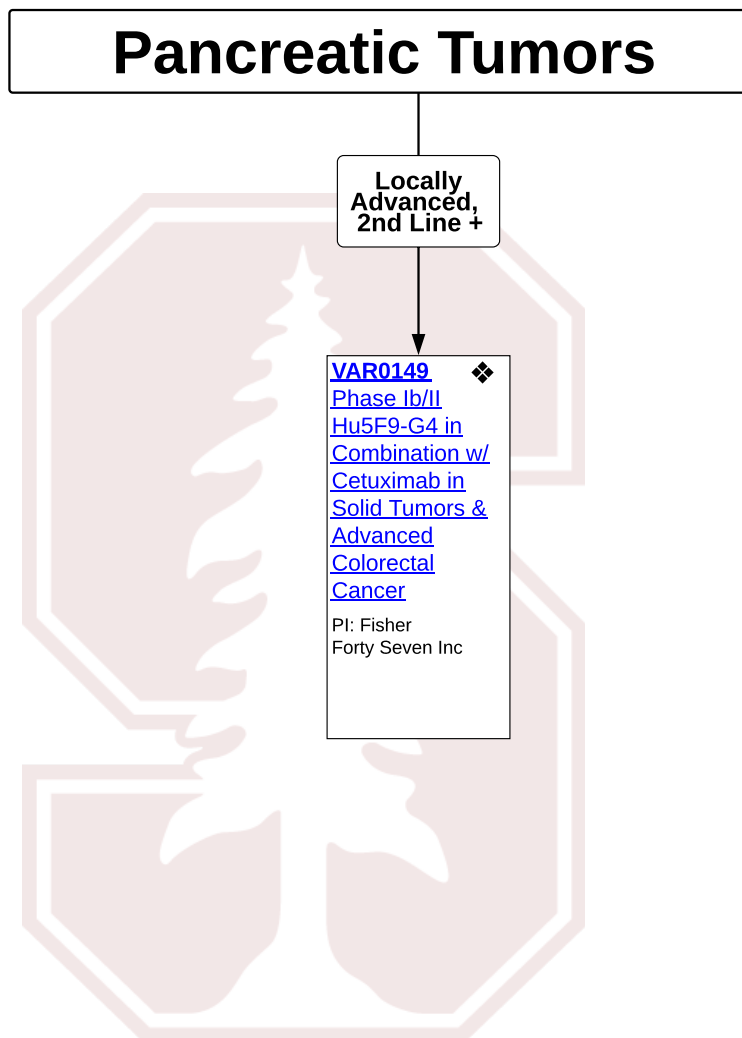 Pancreatic Tumors
Locally
Advanced,
2nd Line +
VAR0149 ❖
Phase Ib/II
Hu5F9-G4 in
Combination w/
Cetuximab in
Solid Tumors &
Advanced
Colorectal
Cancer
PI: Fisher
Forty Seven Inc